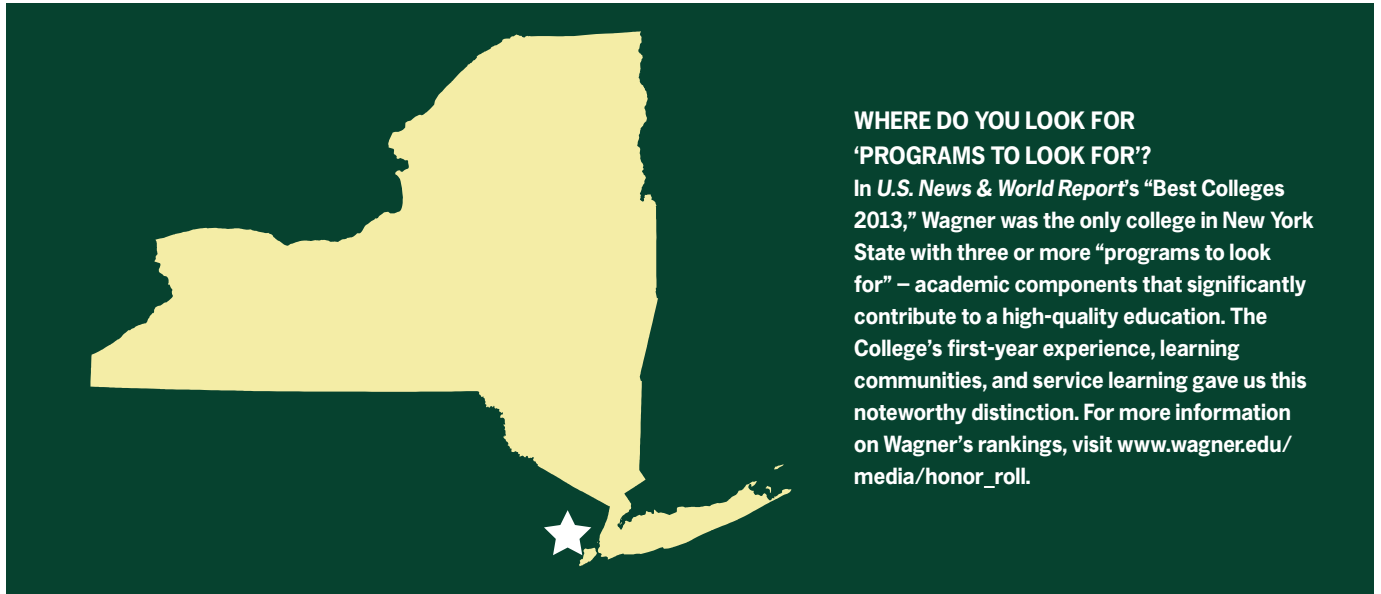 WHERE DO YOU LOOK FOR
‘PROGRAMS TO LOOK FOR’?
In U.S. News & World Report’s “Best Colleges
2013,” Wagner was the only college in New York
State with three or more “programs to look
for” – academic components that significantly
contribute to a high-quality education. The
College’s first-year experience, learning
communities, and service learning gave us this
noteworthy distinction. For more information
on Wagner’s rankings, visit www.wagner.edu/
media/honor_roll.